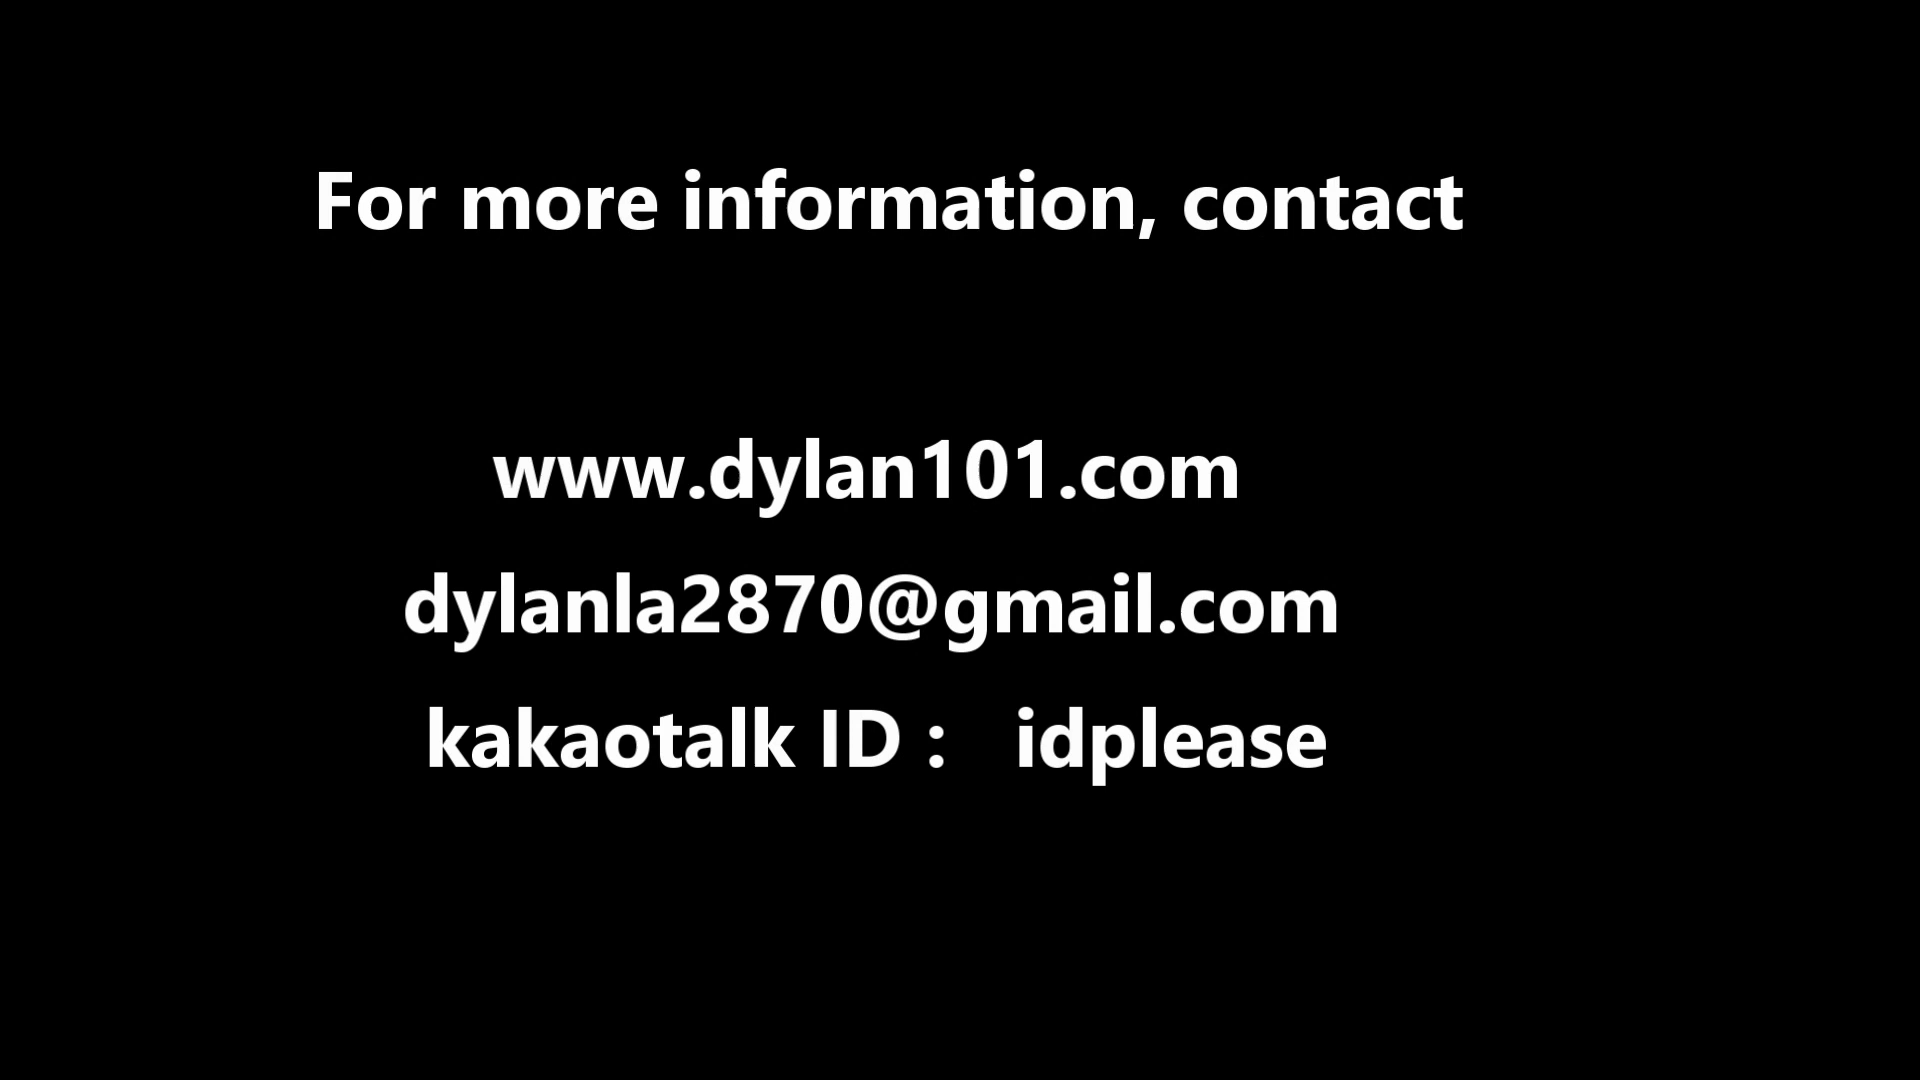 For more information, contact
www.dylan101.com
dylanla2870@gmail.com
kakaotalk ID :   idplease